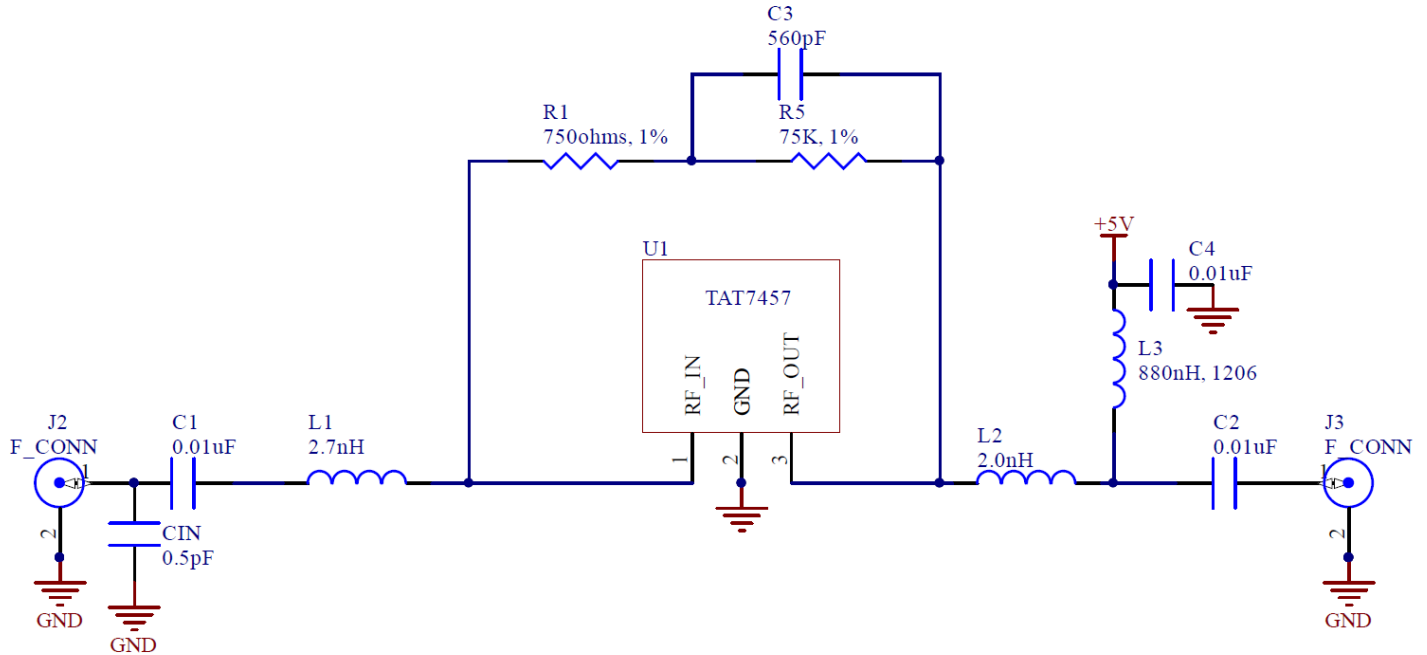 C3
560pF
R1
750ohms, 1%
R5
75K, 1%
+5V
C4
0.01uF
U1
TAT7457
RF_IN
GND
RF_OUT
1
2
3
L3
880nH, 1206
J2
F_CONN
1
2
GND
C1
0.01uF
CIN
0.5pF
GND
L1
2.7nH
L2
2.0nH
C2
0.01uF
J3
F_CONN
1
2
GND